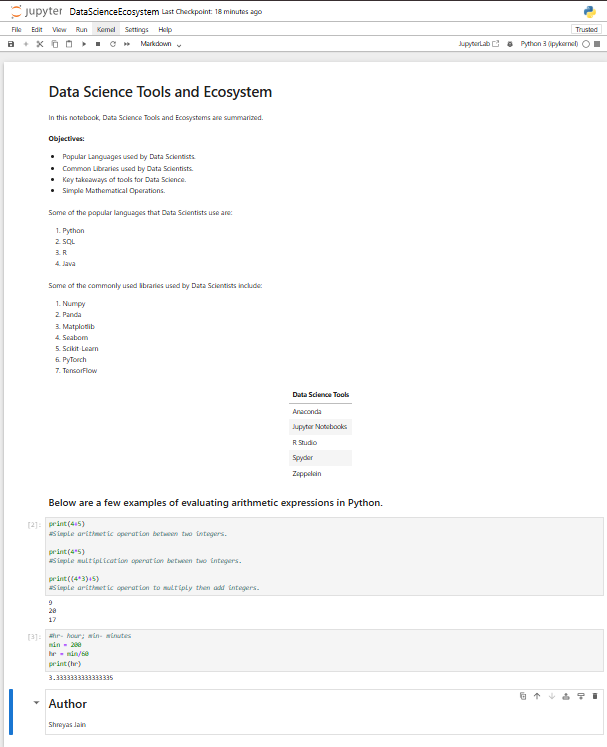 jupyter DataScienceEcosystem Last Checkpoint: 18 minutes ago
File Edit View Run Kernel Settings Help Trusted
Markdown JupyterLab Python 3 (ipykernel)
Data Science Tools and Ecosystem
In this notebook, Data Science Tools and Ecosystems are summarized.
Objectives:
• Popular Languages used by Data Scientists.
• Common Libraries used by Data Scientists.
• Key takeaways of tools for Data Science.
• Simple Mathematical Operations.
Some of the popular languages that Data Scientists use are:
1. Python
2. SQL
3. R
4. Java
Some of the commonly used libraries used by Data Scientists include:
1. Numpy
2. Panda
3. Matplotlib
4. Seaborn
5. Scikit-Learn
6. PyTorch
7. TensorFlow
Data Science Tools
Anaconda
Jupyter Notebooks
R Studio
Spyder
Zeppelein
Below are a few examples of evaluating arithmetic expressions in Python.
[2]: print(4+5)
#Simple arithmetic operation between two integers.
print(4*5)
#Simple multiplication operation between two integers.
print((4*3)+5)
#Simple arithmetic operation to multiply then add integers.
9
20
17
[3]: #hr- hour; min- minutes
min = 200
hr = min/60
print(hr)
3.3333333333333335
Author
Shreyas Jain